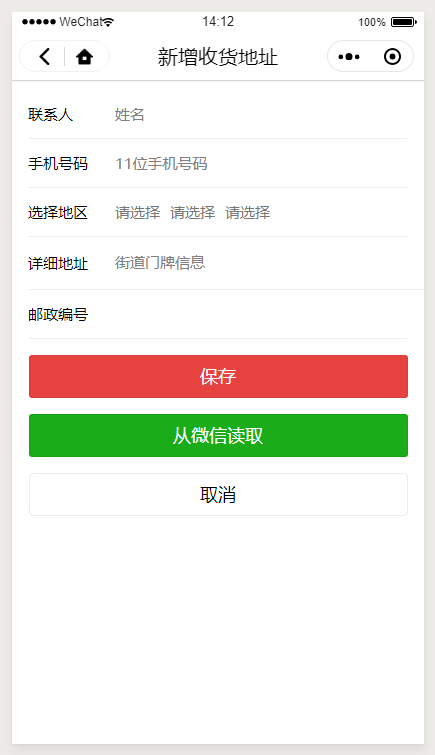 WeChat 14:12 100%
新增收货地址
联系人 姓名
手机号码 11位手机号码
选择地区 请选择 请选择 请选择
详细地址 街道门牌信息
邮政编号
保存
从微信读取
取消